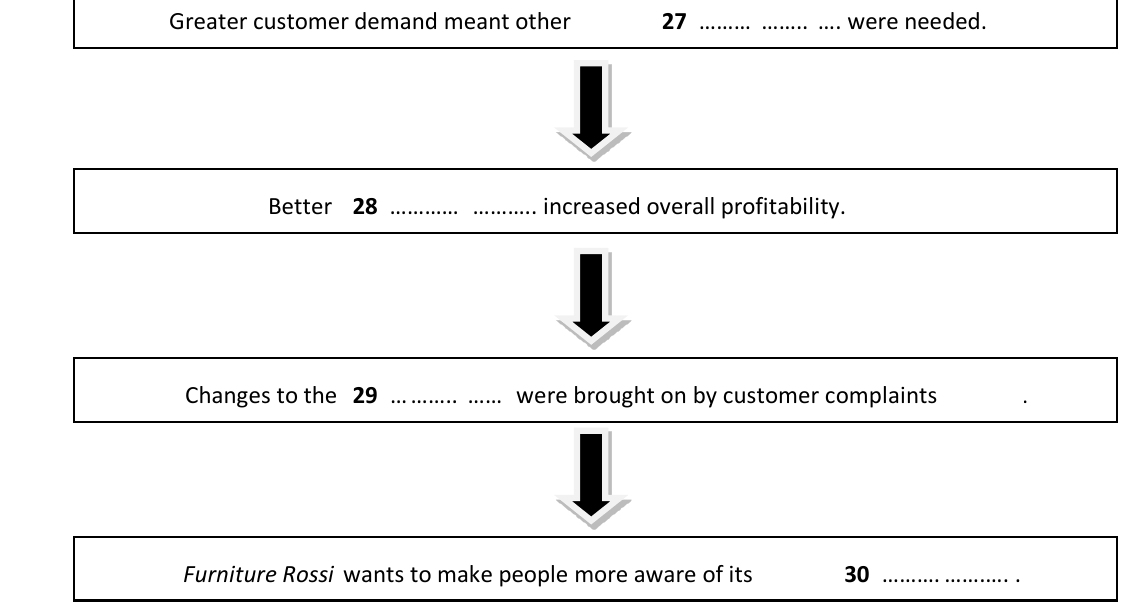 Greater customer demand meant other 27 ……… …….. …. were needed.
Better 28 ………… ……….. increased overall profitability.
Changes to the 29 … …….. …… were brought on by customer complaints .
Furniture Rossi wants to make people more aware of its 30 ………. ……..... .